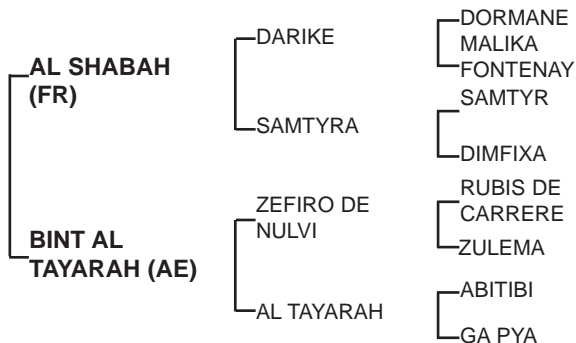 AL SHABAH
(FR)
BINT AL
TAYARAH (AE)
DARIKE
SAMTYRA
ZEFIRO DE
NULVI
AL TAYARAH
DORMANE
MALIKA
FONTENAY
SAMTYR
DIMFIXA
RUBIS DE
CARRERE
ZULEMA
ABITIBI
GA PYA